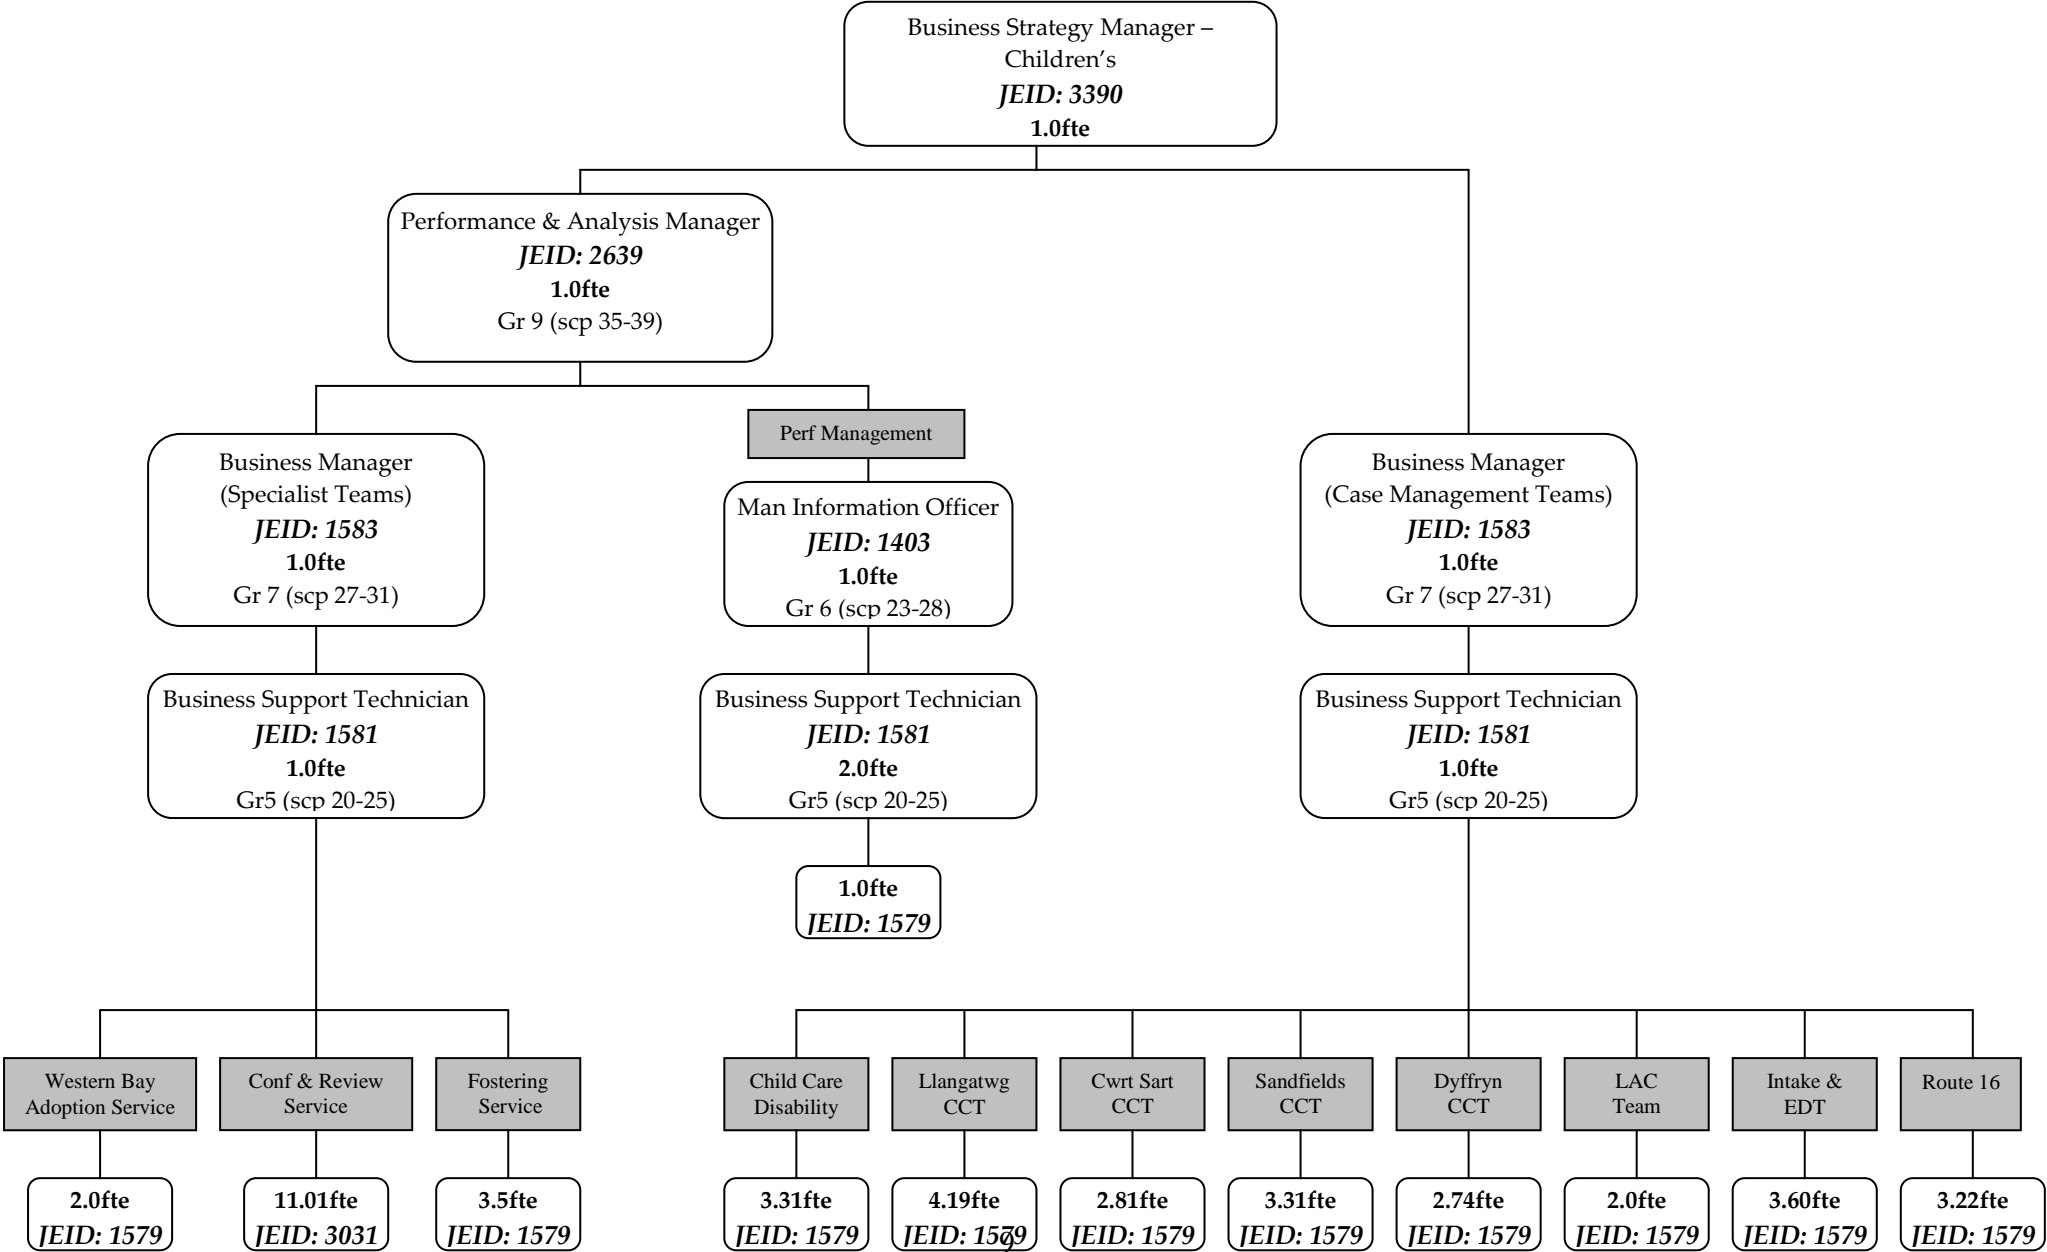 Business Strategy Manager –
Children's
JEID: 3390
1.0fte
Performance & Analysis Manager
JEID: 2639
1.0fte
Gr 9 (scp 35-39)
Perf Management
Business Manager
(Specialist Teams)
JEID: 1583
1.0fte
Gr 7 (scp 27-31)
Man Information Officer
JEID: 1403
1.0fte
Gr 6 (scp 23-28)
Business Manager
(Case Management Teams)
JEID: 1583
1.0fte
Gr 7 (scp 27-31)
Business Support Technician
JEID: 1581
1.0fte
Gr5 (scp 20-25)
Business Support Technician
JEID: 1581
2.0fte
Gr5 (scp 20-25)
Business Support Technician
JEID: 1581
1.0fte
Gr5 (scp 20-25)
1.0fte
JEID: 1579
Western Bay
Adoption Service
Conf & Review
Service
Fostering
Service
Child Care
Disability
Llangatwg
CCT
Cwrt Sart
CCT
Sandfields
CCT
Dyffryn
CCT
LAC
Team
Intake &
EDT
Route 16
2.0fte
JEID: 1579
11.01fte
JEID: 3031
3.5fte
JEID: 1579
3.31fte
JEID: 1579
4.19fte
JEID: 1579
2.81fte
JEID: 1579
3.31fte
JEID: 1579
2.74fte
JEID: 1579
2.0fte
JEID: 1579
3.60fte
JEID: 1579
3.22fte
JEID: 1579
9